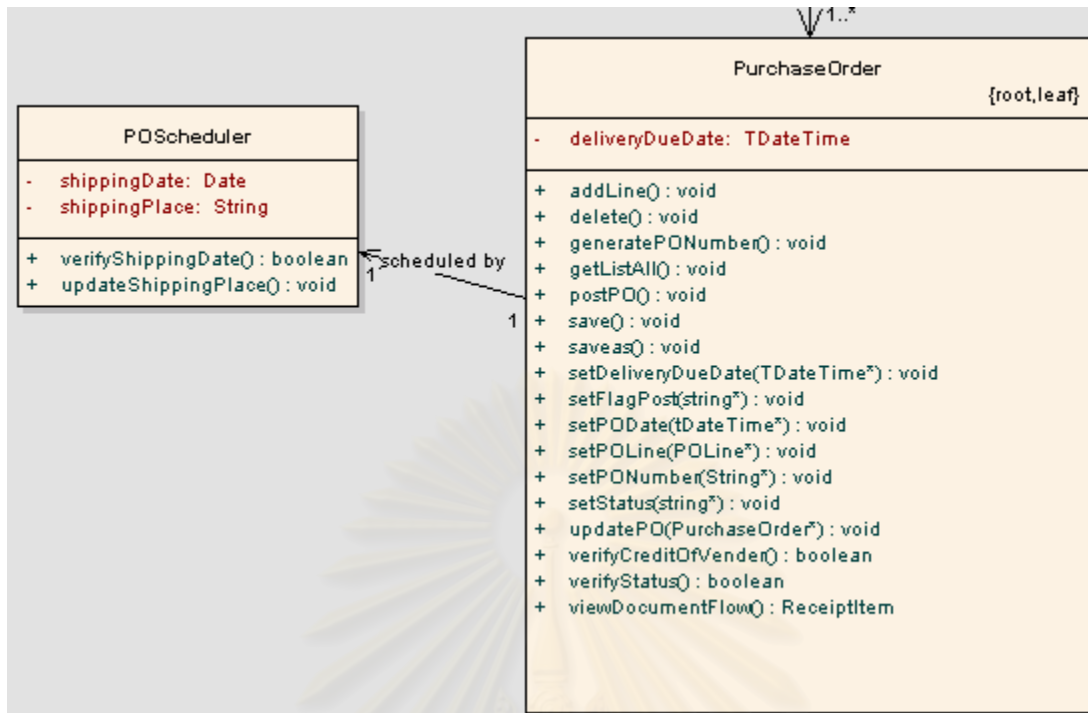 1..*
PurchaseOrder
{root,leaf}
- deliveryDueDate: TDateTime
+ addLine() : void
+ delete() : void
+ generatePONumber() : void
+ getListAll() : void
+ postPO() : void
+ save() : void
+ saveas() : void
+ setDeliveryDueDate(TDateTime*) : void
+ setFlagPost(string*) : void
+ setPODate(tDateTime*) : void
+ setPOLine(POLine*) : void
+ setPONumber(String*) : void
+ setStatus(string*) : void
+ updatePO(PurchaseOrder*) : void
+ verifyCreditOfVender() : boolean
+ verifyStatus() : boolean
+ viewDocumentFlow() : ReceiptItem
POScheduler
- shippingDate: Date
- shippingPlace: String
+ verifyShippingDate() : boolean
+ updateShippingPlace() : void
scheduled by
1
1